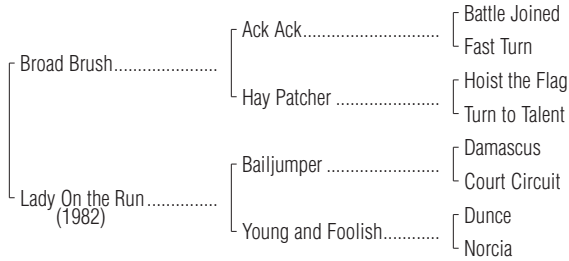 Battle Joined
Ack Ack..............................
Fast Turn
Broad Brush.......................
Hoist the Flag
Hay Patcher .......................
Turn to Talent
Damascus
Bailjumper .........................
Court Circuit
Lady On the Run...............
(1982)
Dunce
Young and Foolish............
Norcia